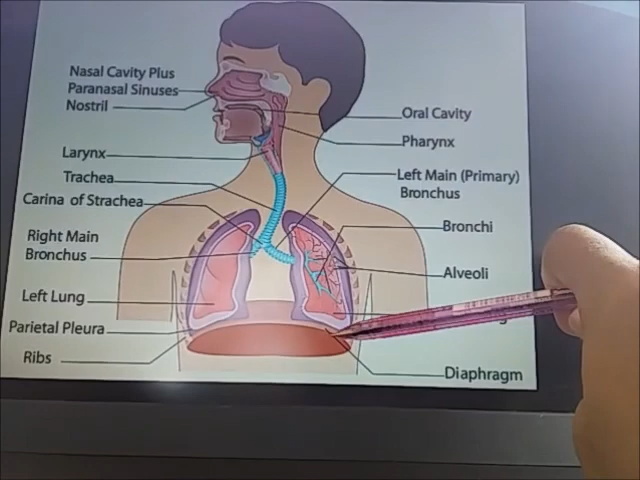 Nasal Cavity Plus
Paranasal Sinuses
Nostril
Larynx
Trachea
Carina of Strachea
Right Main
Bronchus
Left Lung
Parietal Pleura
Ribs
Oral Cavity
Pharynx
Left Main (Primary)
Bronchus
Bronchi
Alveoli
Diaphragm